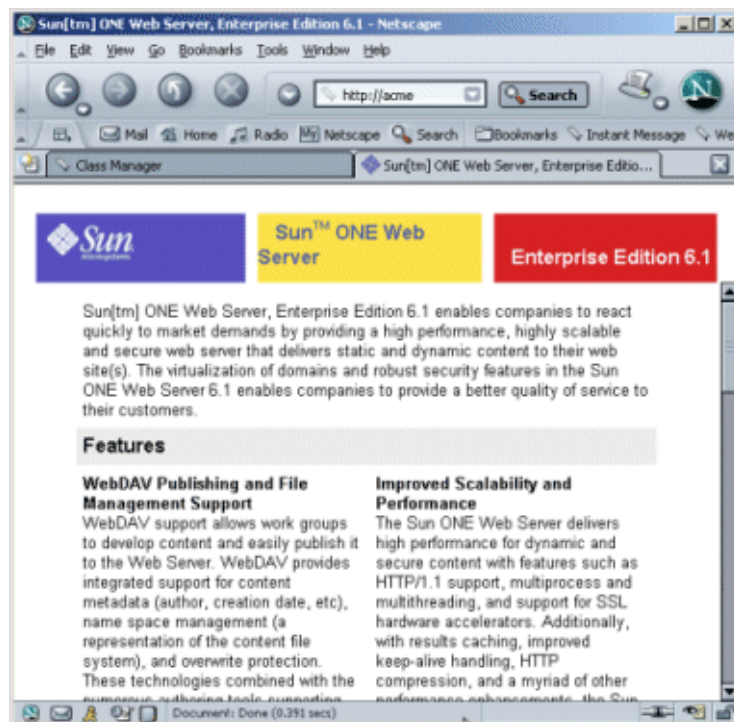 Sun[tm] ONE Web Server, Enterprise Edition 6.1 - Netscape
File Edit View Go Bookmarks Tools Window Help
http://acme Search N
Mail Home Radio My Netscape Search Bookmarks Instant Message We
Class Manager Sun[tm] ONE Web Server, Enterprise Editio...
Sun
microsystems
Sun™ ONE Web
Server
Enterprise Edition 6.1
Sun[tm] ONE Web Server, Enterprise Edition 6.1 enables companies to react
quickly to market demands by providing a high performance, highly scalable
and secure web server that delivers static and dynamic content to their web
site(s). The virtualization of domains and robust security features in the Sun
ONE Web Server 6.1 enables companies to provide a better quality of service to
their customers.
Features
WebDAV Publishing and File
Management Support
WebDAV support allows work groups
to develop content and easily publish it
to the Web Server. WebDAV provides
integrated support for content
metadata (author, creation date, etc),
name space management (a
representation of the content file
system), and overwrite protection.
These technologies combined with the
numerous authoring tools supporting
Improved Scalability and
Performance
The Sun ONE Web Server delivers
high performance for dynamic and
secure content with features such as
HTTP/1.1 support, multiprocess and
multithreading, and support for SSL
hardware accelerators. Additionally,
with results caching, improved
keep-alive handling, HTTP
compression, and a myriad of other
performance enhancements, the Sun
Document: Done (0.391 secs)